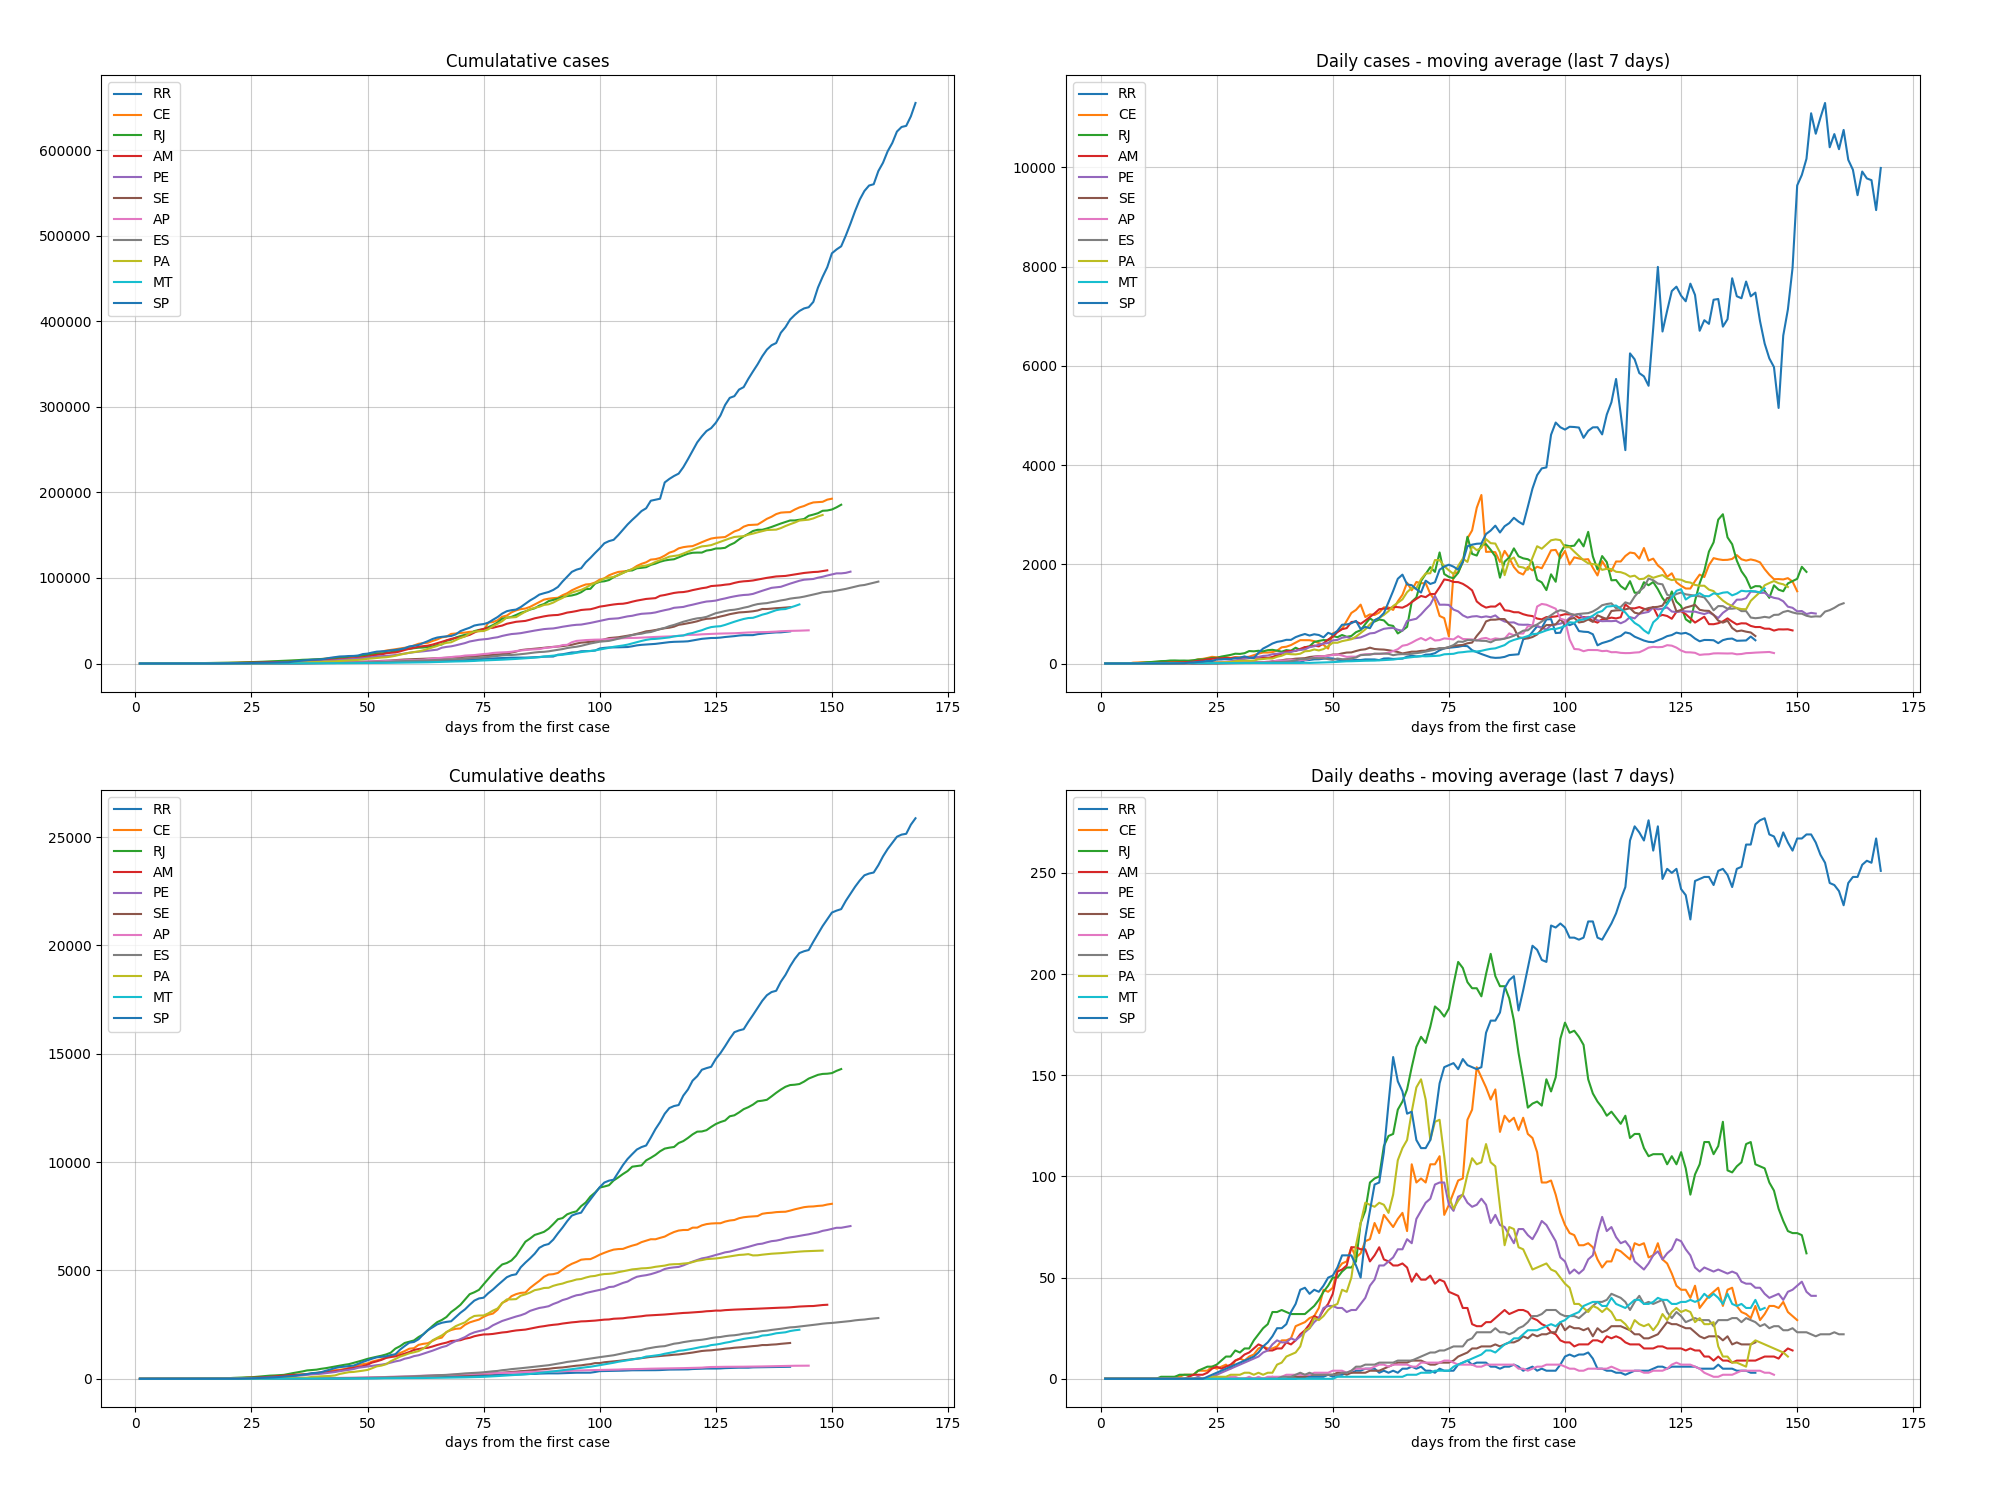 Cumulatative cases
RR
CE
RJ
AM
PE
SE
AP
ES
PA
MT
SP
600000
500000
400000
300000
200000
100000
0
0 25 50 75 100 125 150 175
days from the first case
Daily cases - moving average (last 7 days)
RR
CE
RJ
AM
PE
SE
AP
ES
PA
MT
SP
10000
8000
6000
4000
2000
0
0 25 50 75 100 125 150 175
days from the first case
Cumulative deaths
RR
CE
RJ
AM
PE
SE
AP
ES
PA
MT
SP
25000
20000
15000
10000
5000
0
0 25 50 75 100 125 150 175
days from the first case
Daily deaths - moving average (last 7 days)
RR
CE
RJ
AM
PE
SE
AP
ES
PA
MT
SP
250
200
150
100
50
0
0 25 50 75 100 125 150 175
days from the first case